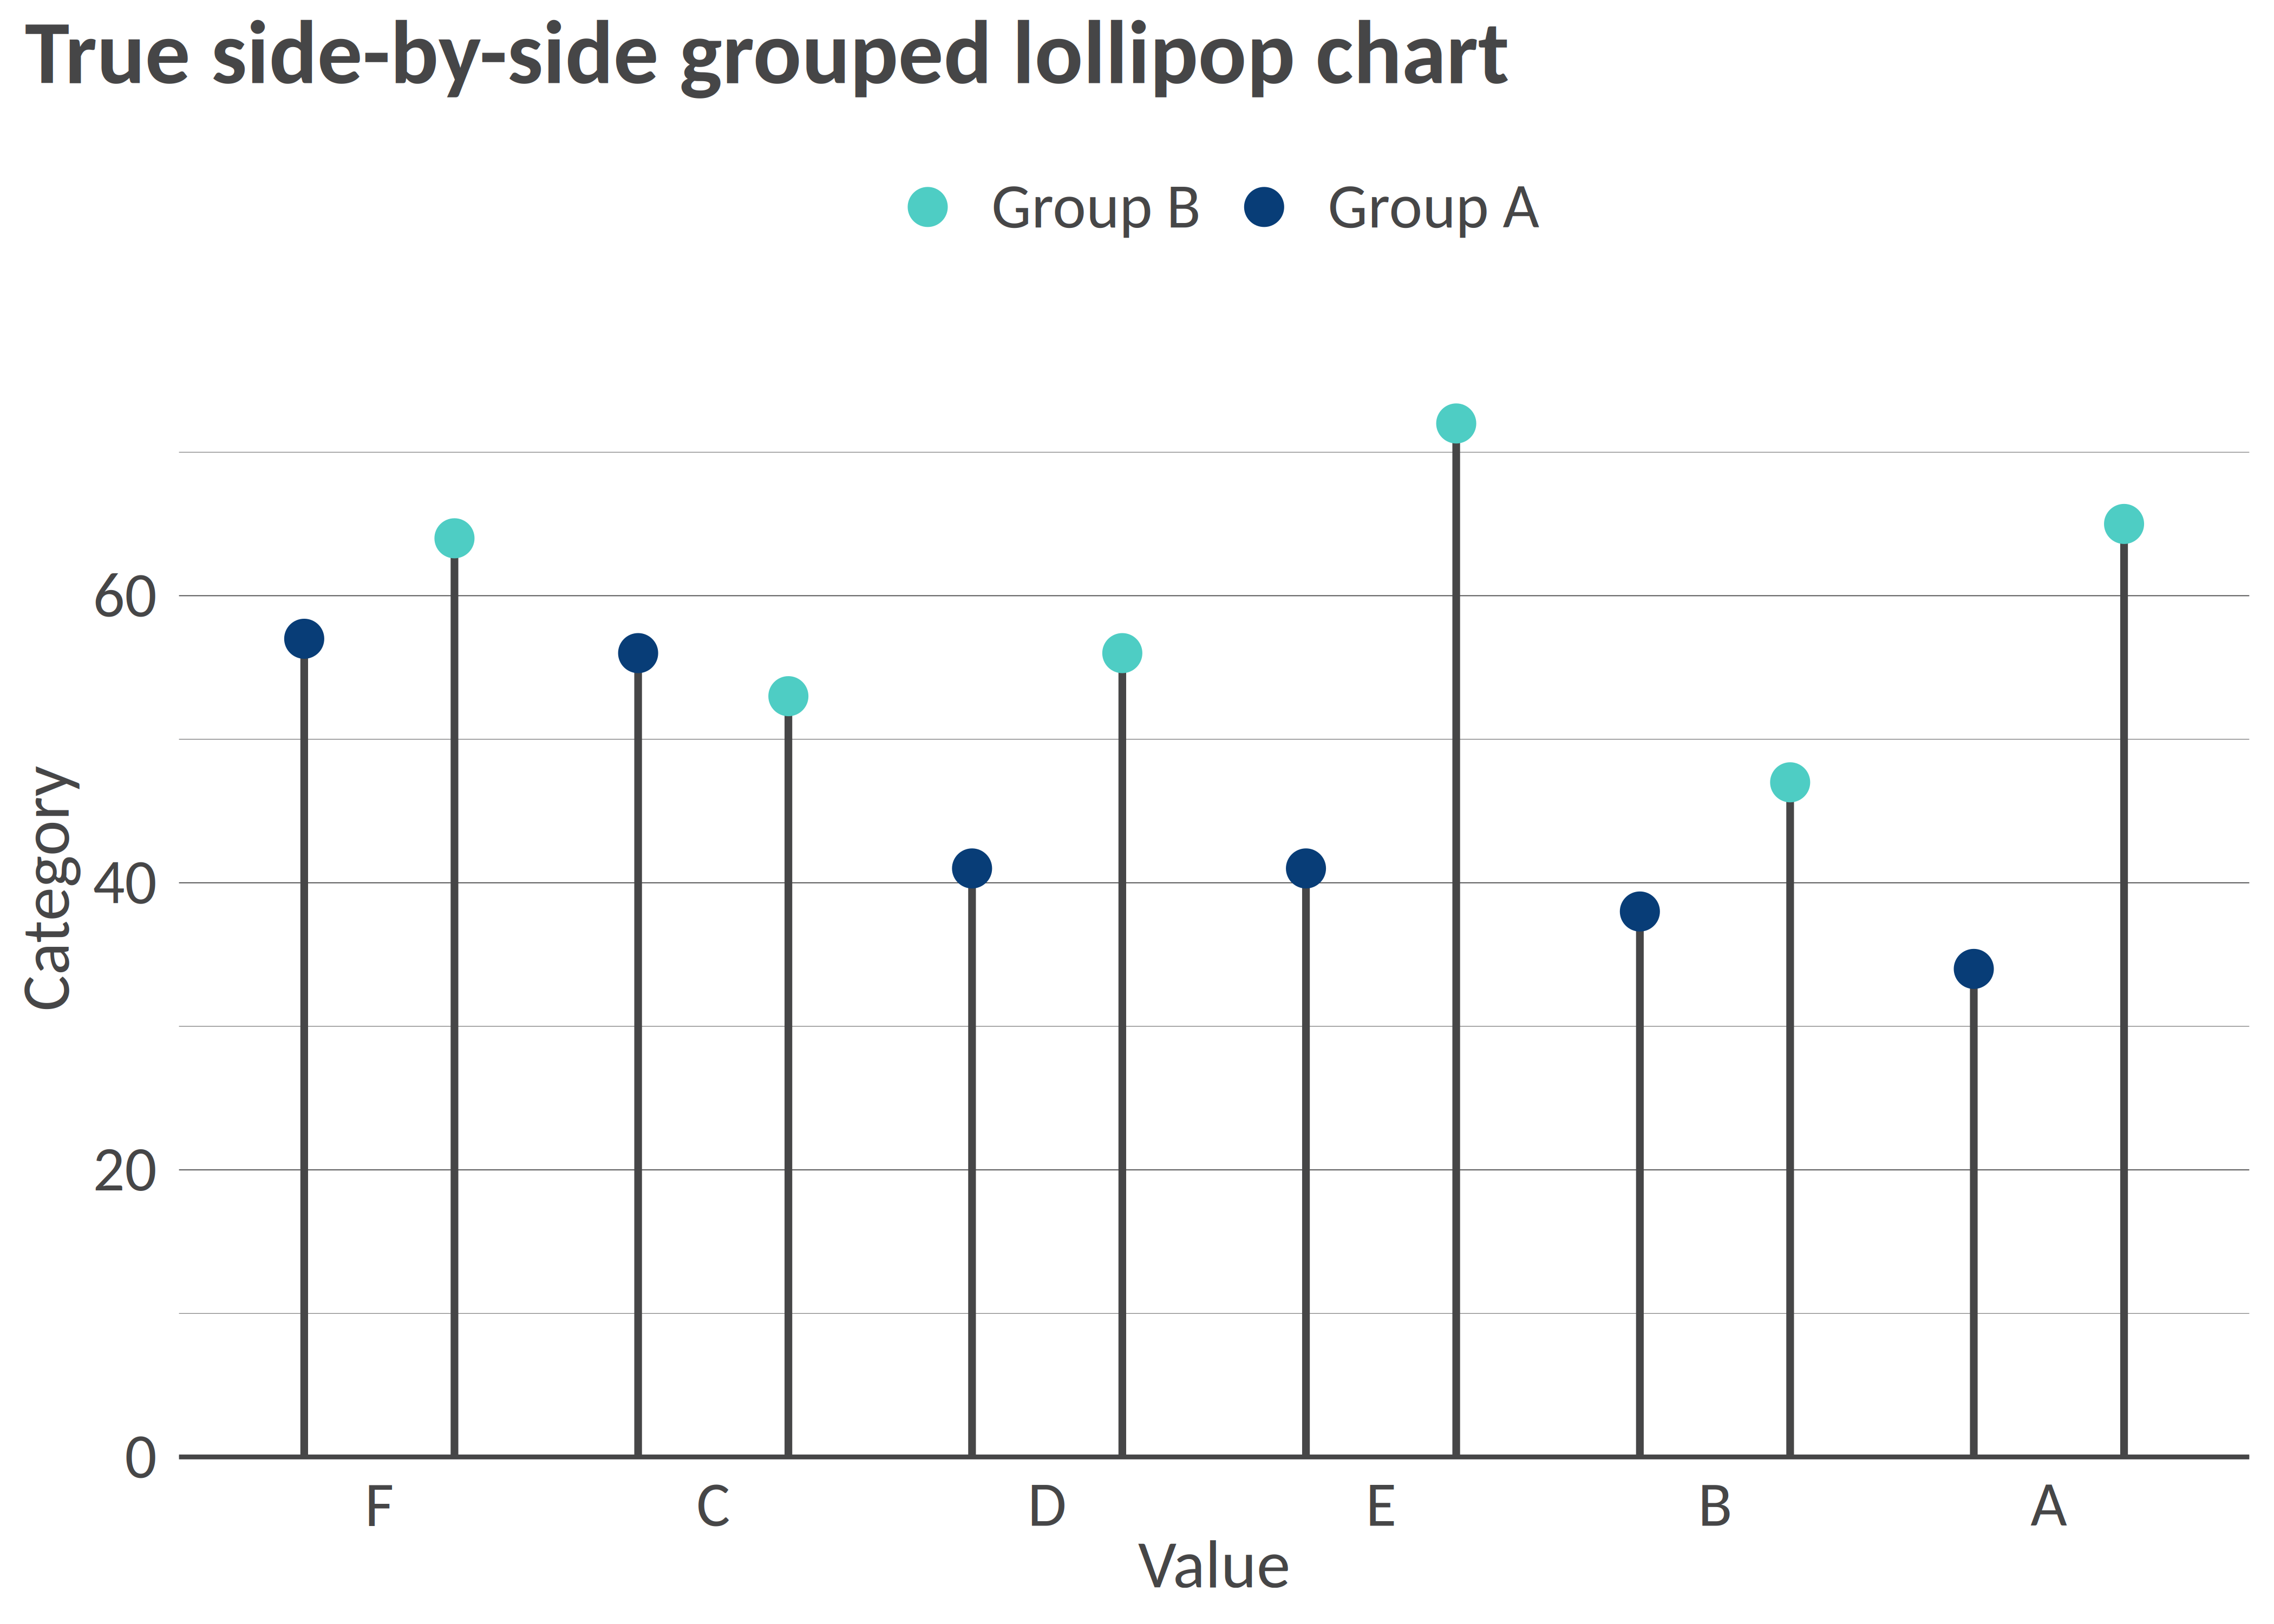 True side-by-side grouped lollipop chart
Group B Group A
Category
60
40
20
0
F C D E B A
Value